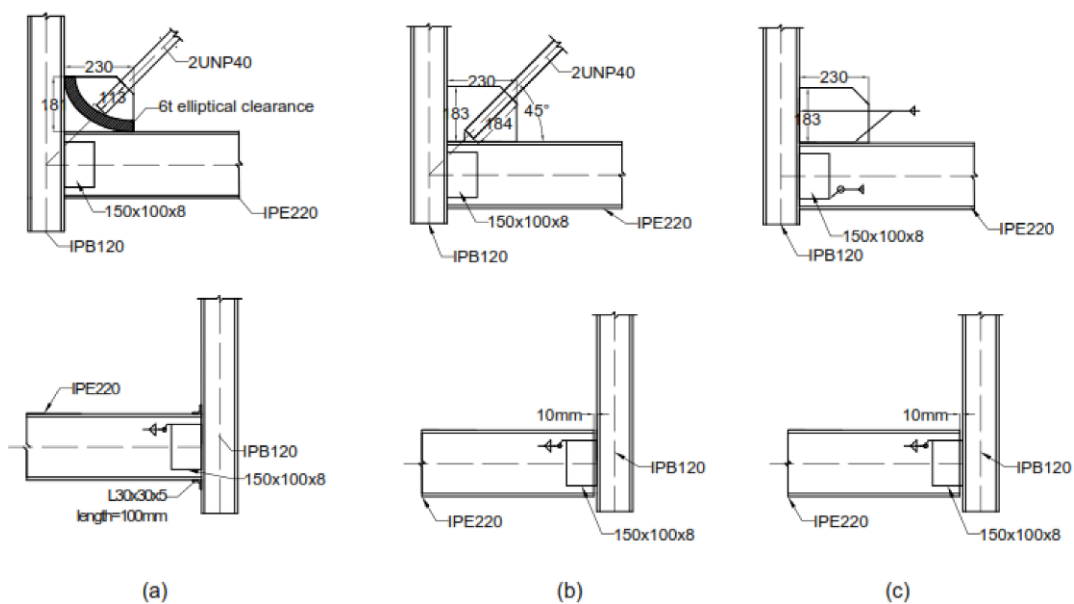 230
2UNP40
18
113
6t elliptical clearance
150x100x8
IPE220
IPB120
230
2UNP40
183
184
45°
150x100x8
IPE220
IPB120
230
183
150x100x8
IPE220
IPB120
IPE220
IPB120
150x100x8
L30x30x5
length=100mm
10mm
IPB120
IPE220
150x100x8
10mm
IPB120
IPE220
150x100x8
(a)
(b)
(c)